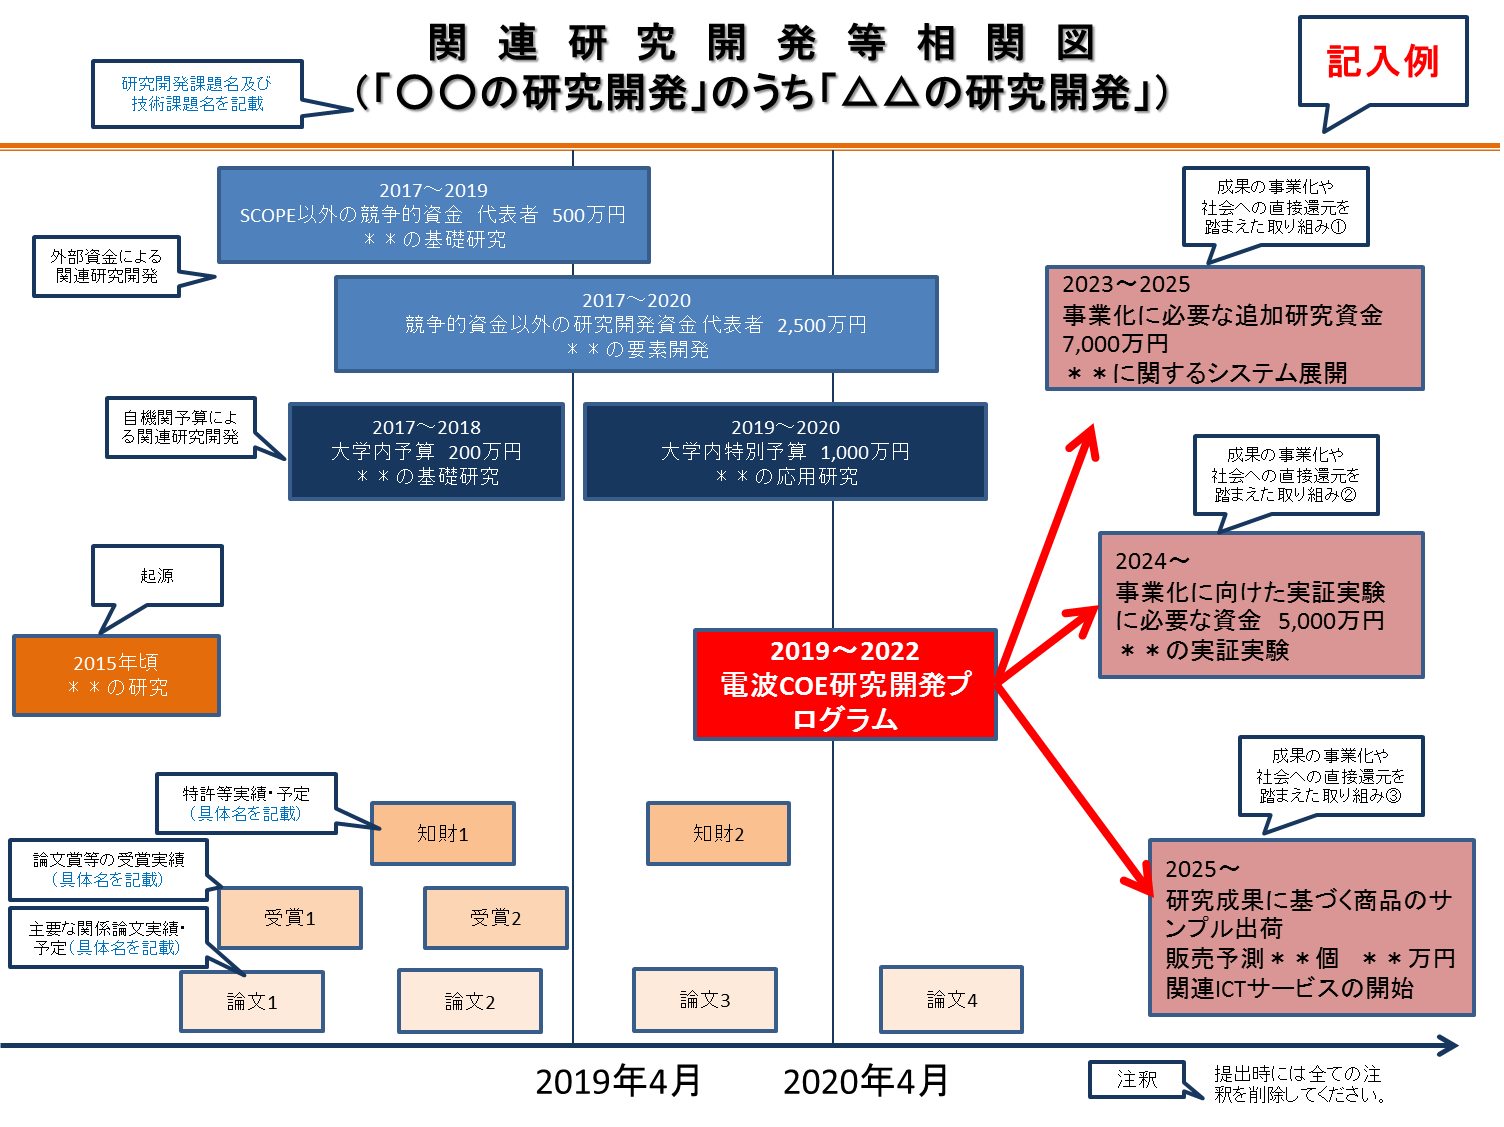 関連研究開発等相関図
（「〇〇の研究開発」のうち「△△の研究開発」）
記入例
研究開発課題名及び
技術課題名を記載
2017～2019
SCOPE以外の競争的資金　代表者　500万円
＊＊の基礎研究
外部資金による
関連研究開発
2017～2020
競争的資金以外の研究開発資金 代表者　2,500万円
＊＊の要素開発
成果の事業化や
社会への直接還元を
踏まえた取り組み①
2023～2025
事業化に必要な追加研究資金
7,000万円
＊＊に関するシステム展開
自機関予算によ
る関連研究開発
2017～2018
大学内予算　200万円
＊＊の基礎研究
2019～2020
大学内特別予算　1,000万円
＊＊の応用研究
成果の事業化や
社会への直接還元を
踏まえた取り組み②
2024～
事業化に向けた実証実験
に必要な資金　5,000万円
＊＊の実証実験
起源
2015年頃
＊＊の研究
2019～2022
電波COE研究開発プ
ログラム
成果の事業化や
社会への直接還元を
踏まえた取り組み③
2025～
研究成果に基づく商品のサ
ンプル出荷
販売予測＊＊個　＊＊万円
関連ICTサービスの開始
特許等実績・予定
（具体名を記載）
知財1
知財2
論文賞等の受賞実績
（具体名を記載）
受賞1
受賞2
主要な関係論文実績・
予定（具体名を記載）
論文1
論文2
論文3
論文4
2019年4月
2020年4月
注釈
提出時には全ての注
釈を削除してください。